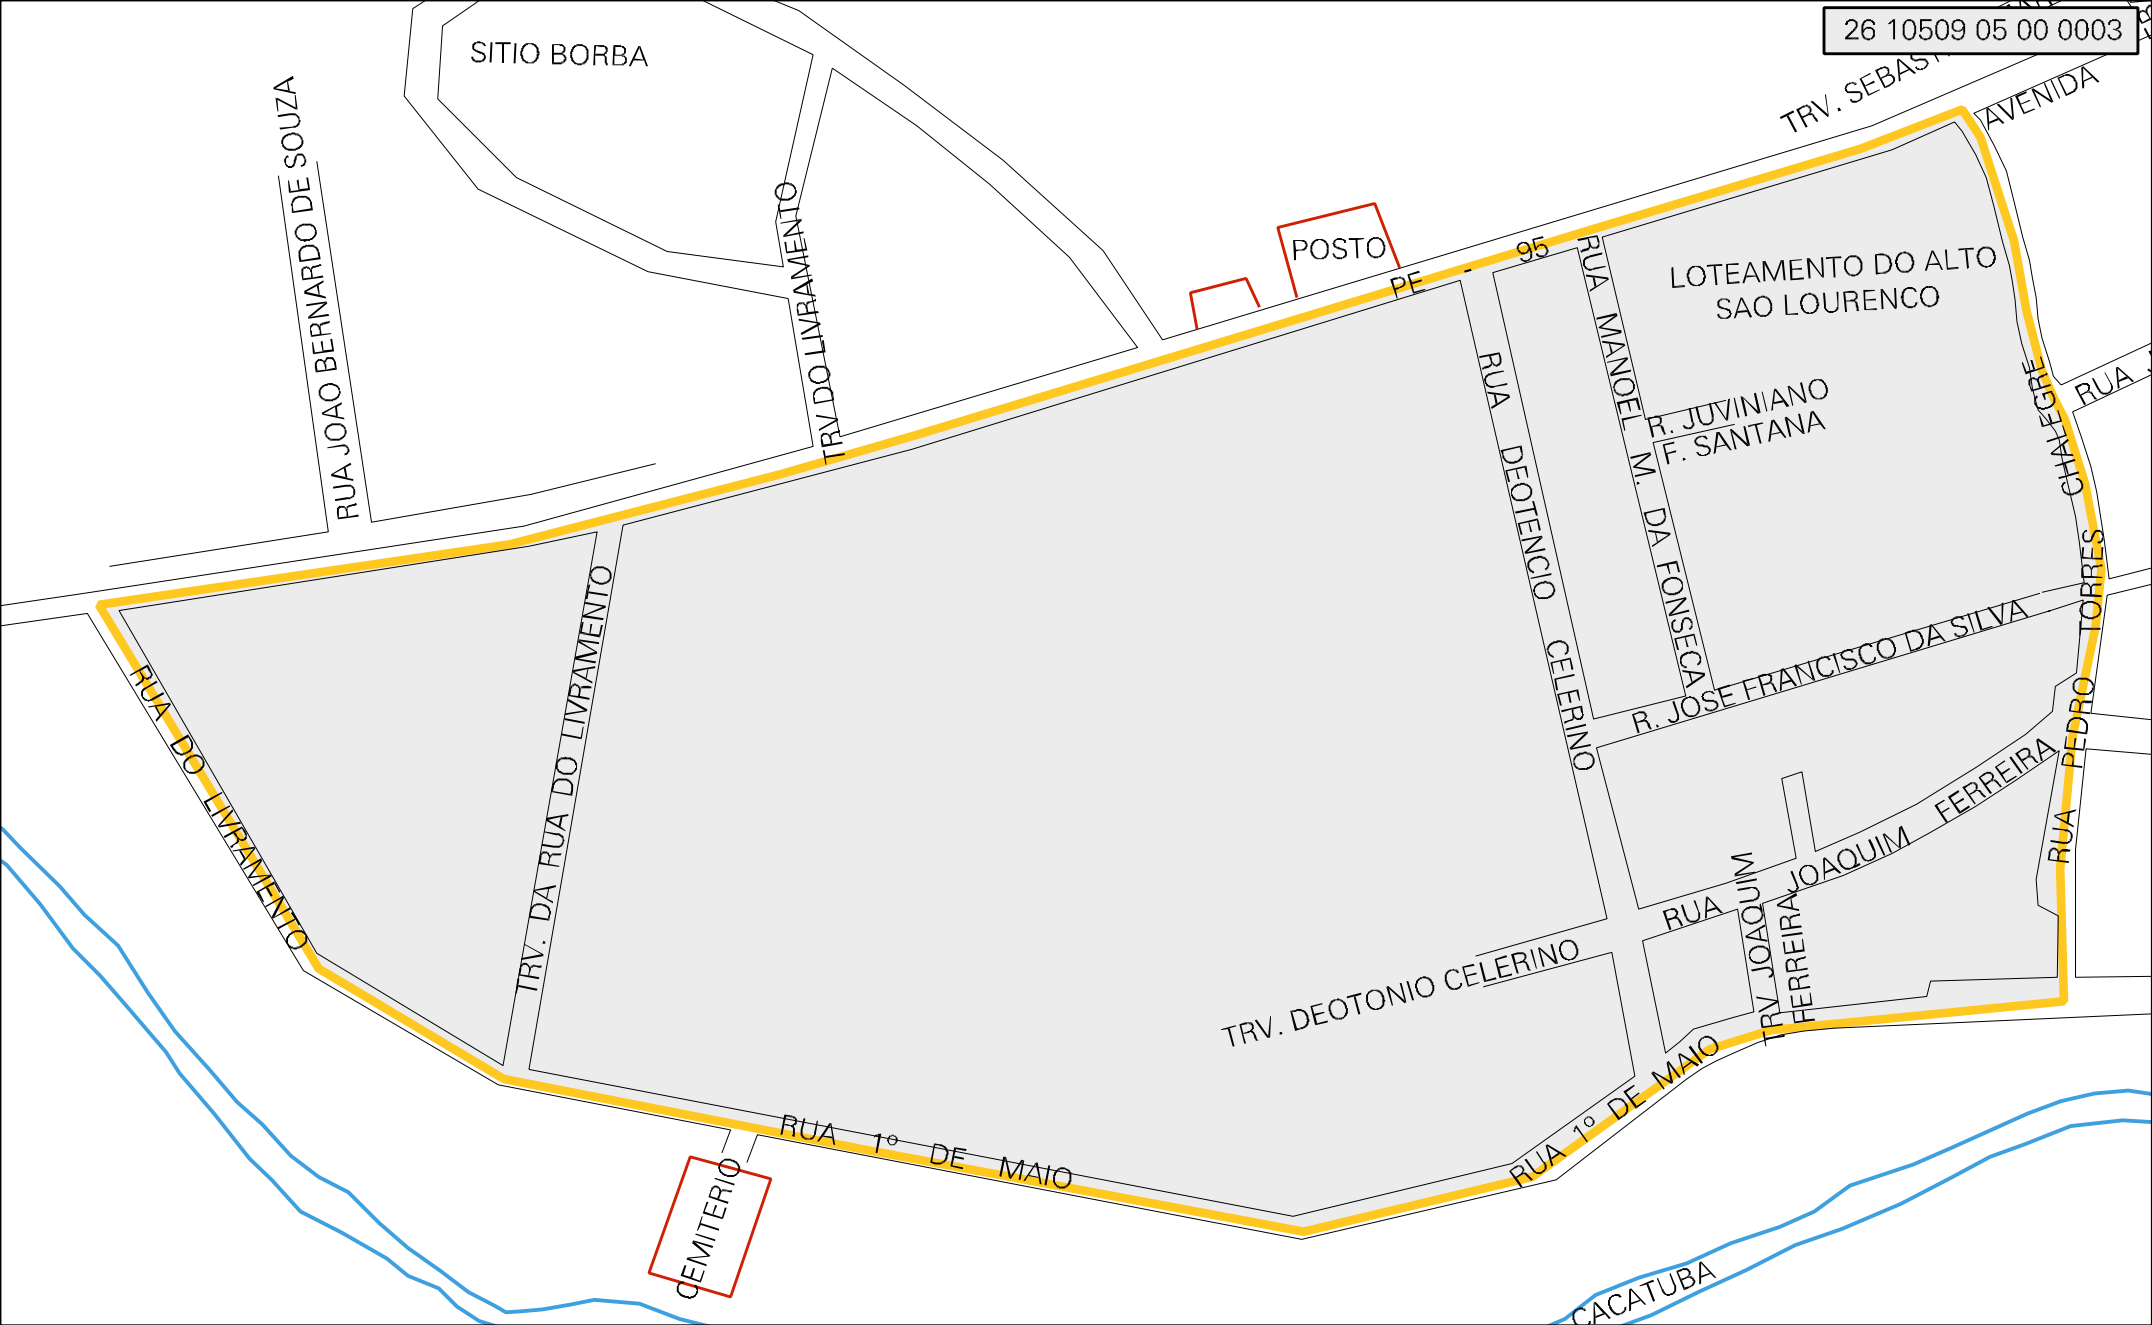 26 10509 05 00 0003
SITIO BORBA
TRV. SEBAST
AVENIDA
RUA JOAO BERNARDO DE SOUZA
TRV DO LIVRAMENTO
POSTO
PE - 95
LOTEAMENTO DO ALTO
SAO LOURENCO
RUA MANOEL M. DA FONSECA
RUA DEOTENCIO CELERINO
R. JUVINIANO
F. SANTANA
RUA J
RUA PEDRO TORRES CHALEGRE
R. JOSE FRANCISCO DA SILVA
RUA DO LIVRAMENTO
TRV. DA RUA DO LIVRAMENTO
RUA JOAQUIM FERREIRA
TRV JOAQUIM
FERREIRA
TRV. DEOTONIO CELERINO
RUA 1º DE MAIO
RUA 1º DE MAIO
CEMITERIO
CACATUBA